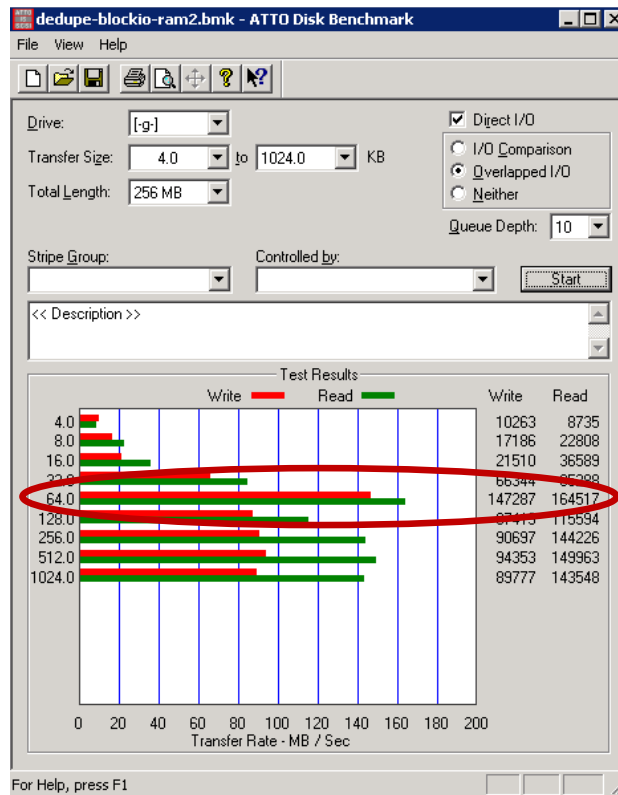 dedupe-blockio-ram2.bmk - ATTO Disk Benchmark
File View Help
Drive: [-g-]
Direct I/O
Transfer Size: 4.0 to 1024.0 KB
I/O Comparison
Overlapped I/O
Total Length: 256 MB
Neither
Queue Depth: 10
Stripe Group: Controlled by:
Start
<< Description >>
Test Results
Write Read Write Read
4.0 10263 8735
8.0 17186 22808
16.0 21510 36589
32.0 66344
64.0 147287 164517
128.0 115594
256.0 90697 144226
512.0 94353 149963
1024.0 89777 143548
0 20 40 60 80 100 120 140 160 180 200
Transfer Rate - MB / Sec
For Help, press F1